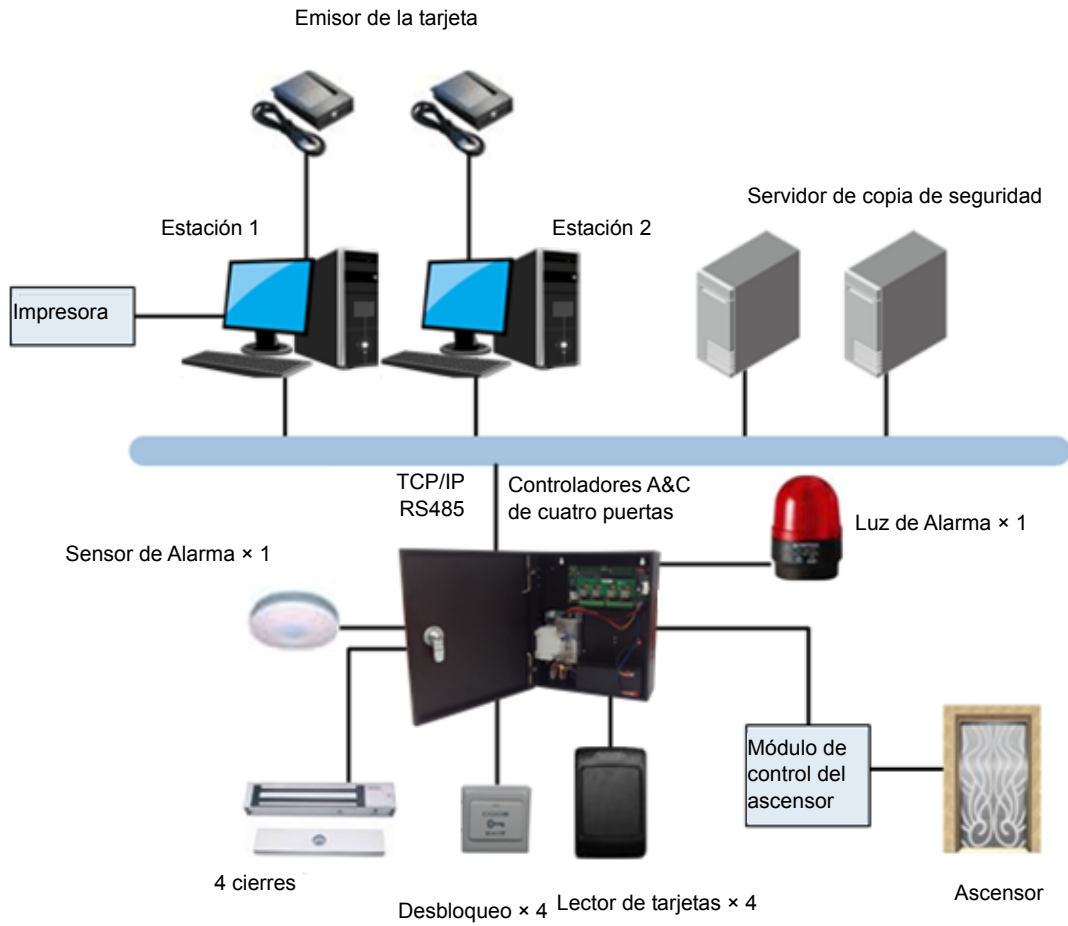 Emisor de la tarjeta
Estación 1
Estación 2
Servidor de copia de seguridad
Impresora
TCP/IP
RS485
Controladores A&C
de cuatro puertas
Luz de Alarma × 1
Sensor de Alarma × 1
Módulo de
control del
ascensor
4 cierres
Desbloqueo × 4
Lector de tarjetas × 4
Ascensor